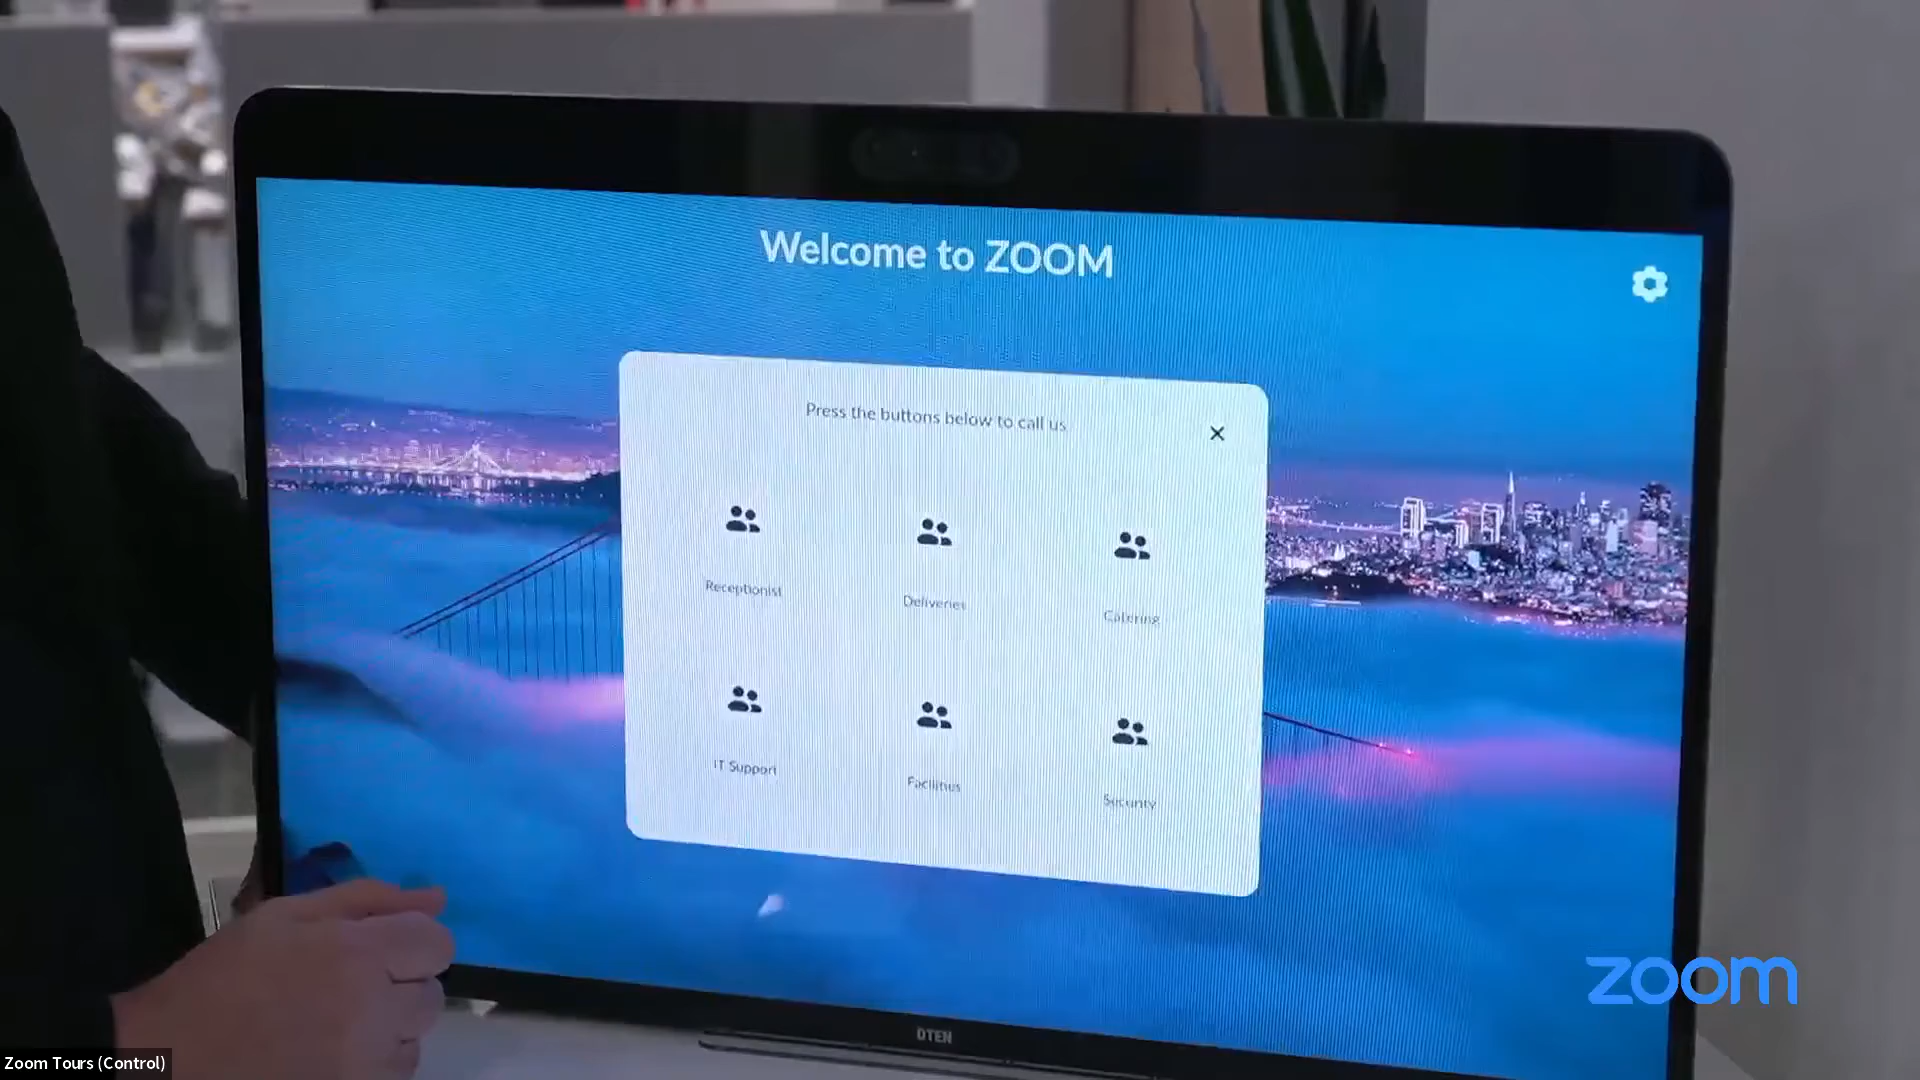 Welcome to ZOOM
Press the buttons below to call us
Receptionist
Deliveries
Catering
IT Support
Facilities
Security
zoom
DTEN
Zoom Tours (Control)